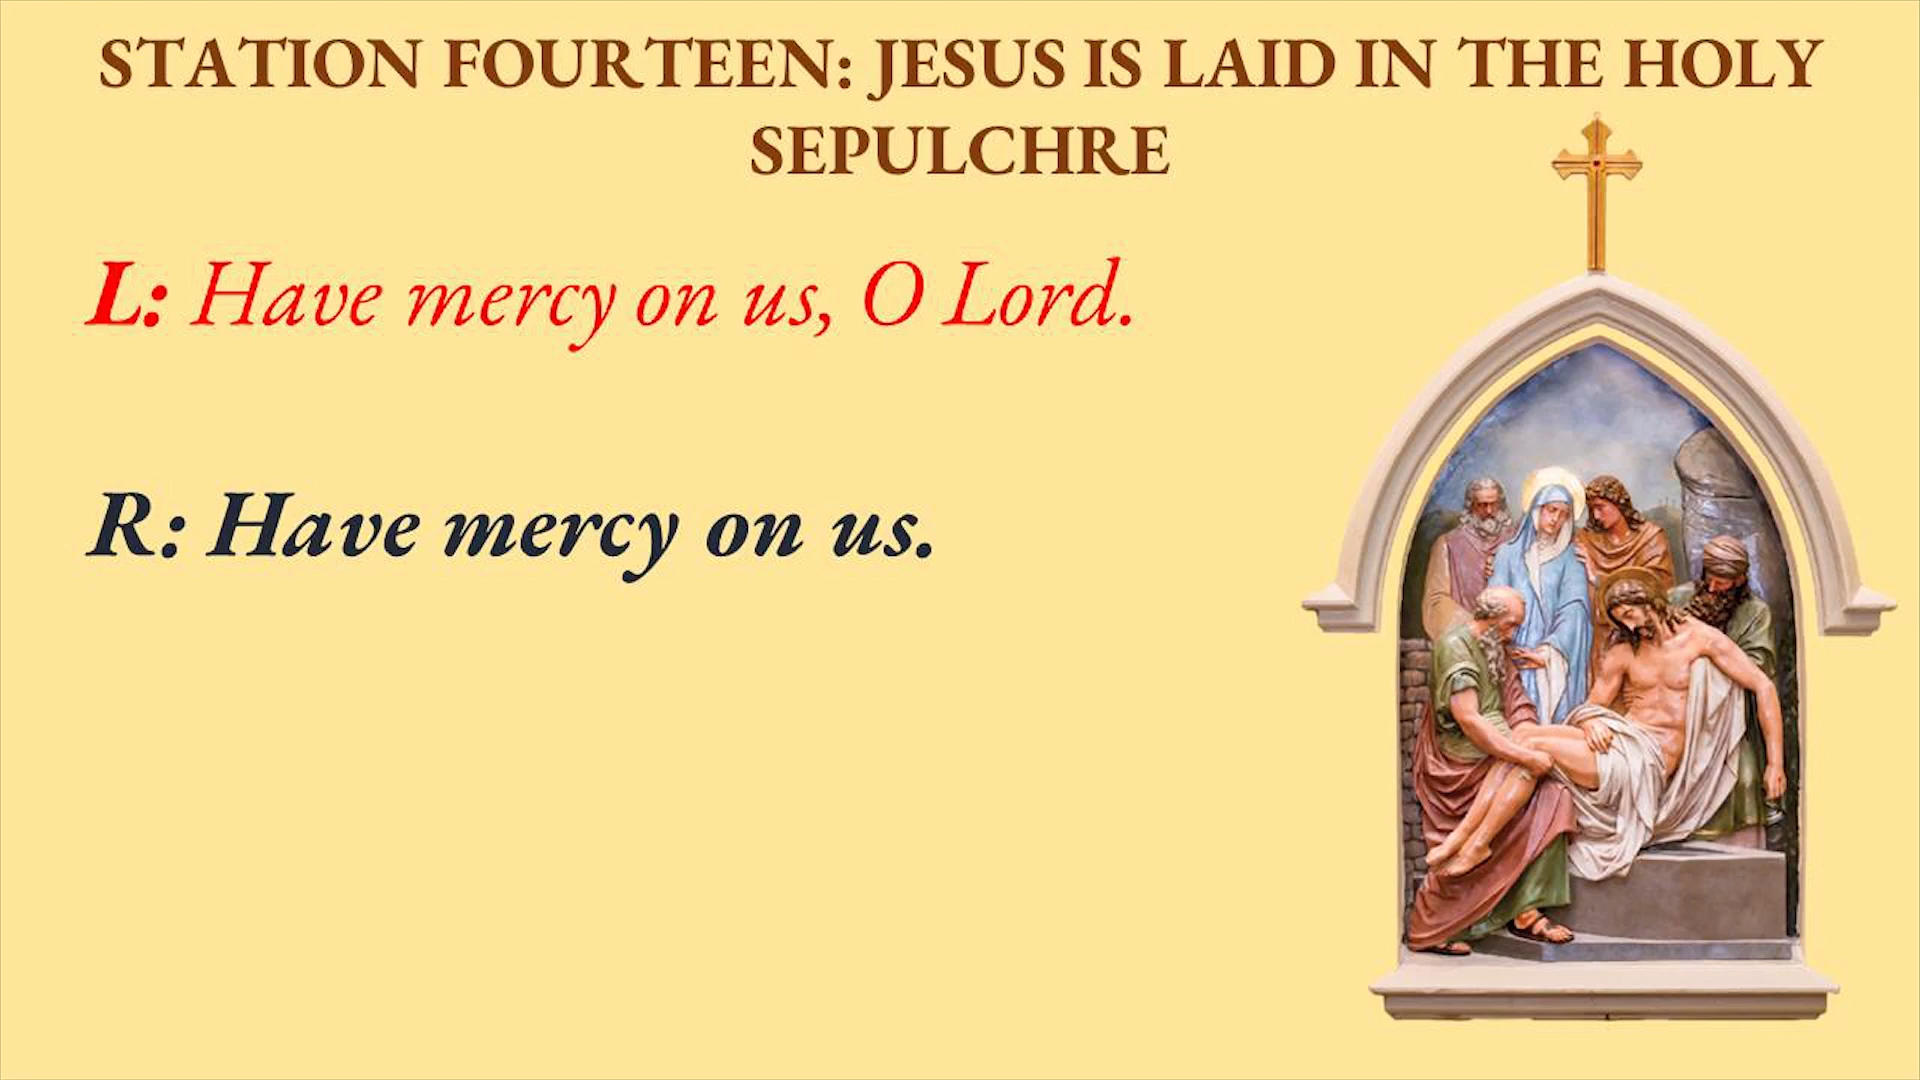 STATION FOURTEEN: JESUS IS LAID IN THE HOLY
SEPULCHRE
L: Have mercy on us, O Lord.
R: Have mercy on us.